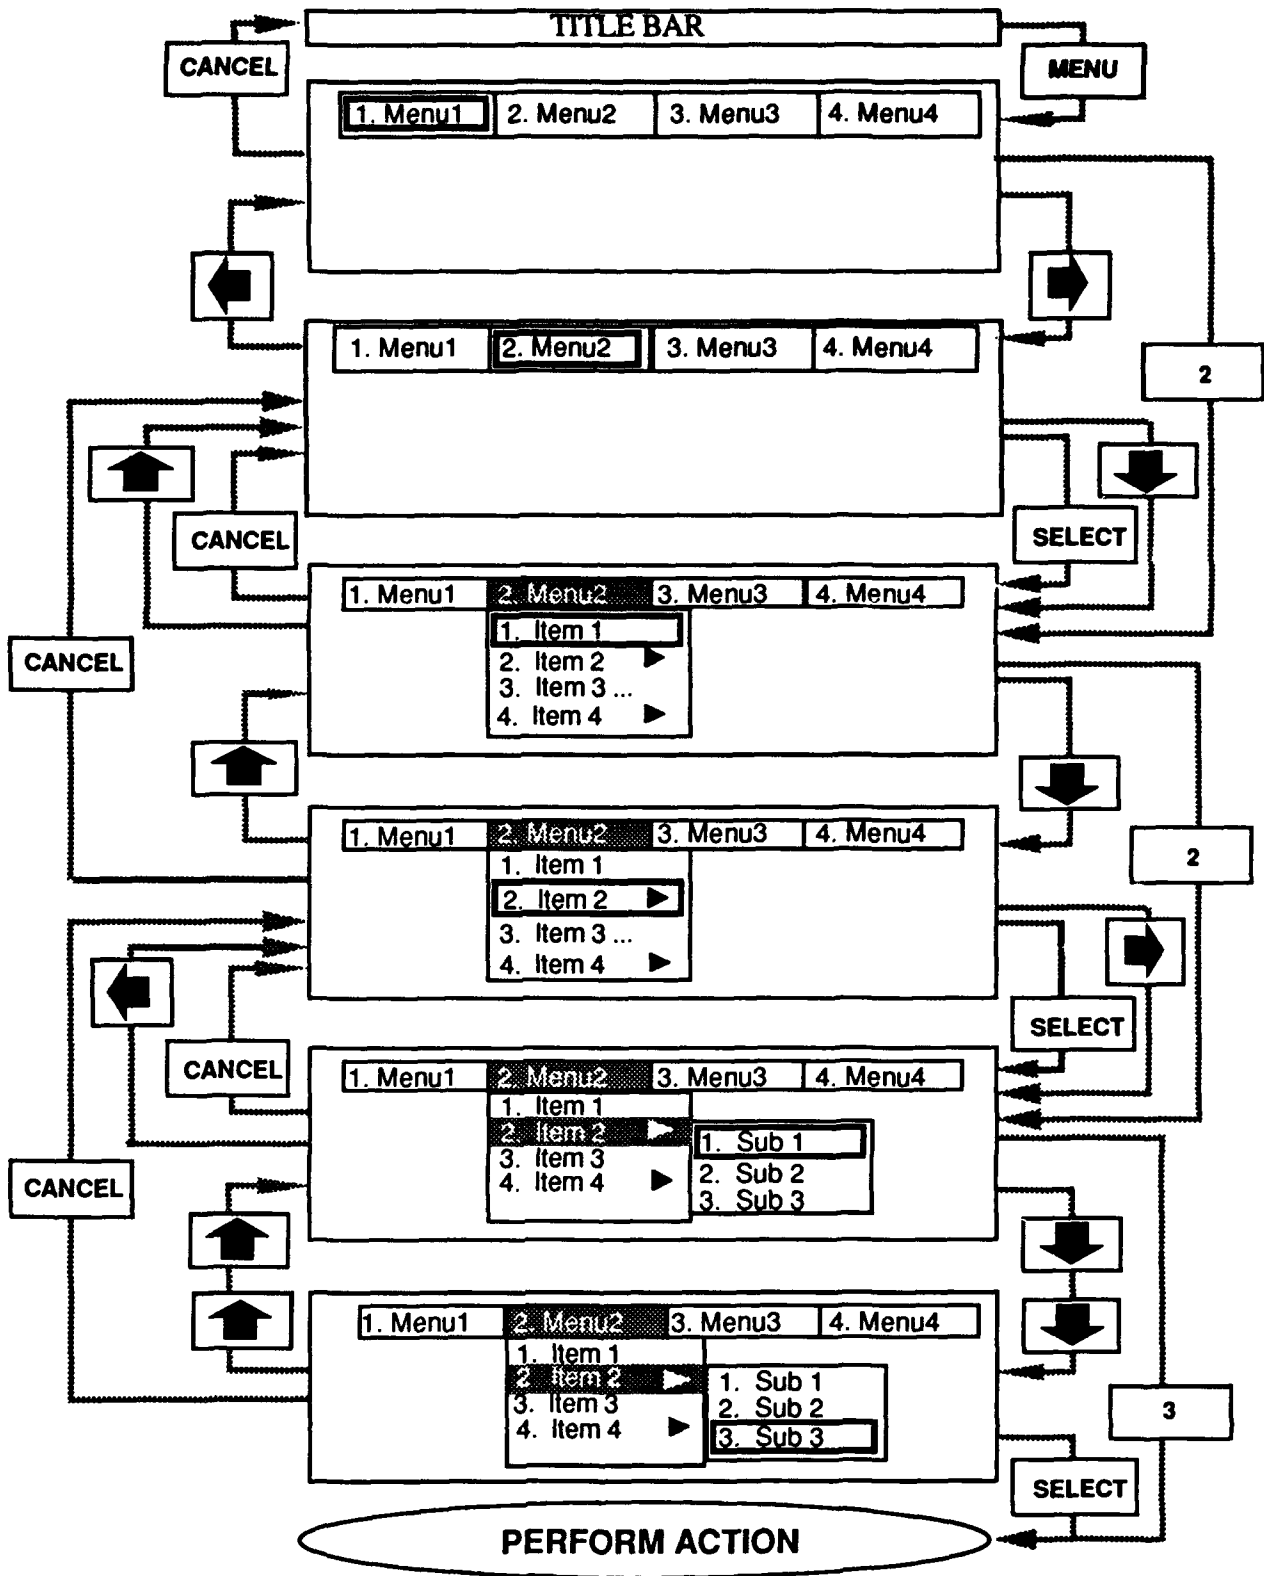 TITLE BAR
CANCEL
MENU
1. Menu1 2. Menu2 3. Menu3 4. Menu4
1. Menu1 2. Menu2 3. Menu3 4. Menu4
2
CANCEL
SELECT
1. Menu1 2. Menu2 3. Menu3 4. Menu4
1. Item 1
2. Item 2
3. Item 3 ...
4. Item 4
CANCEL
1. Menu1 2. Menu2 3. Menu3 4. Menu4
1. Item 1
2. Item 2
3. Item 3 ...
4. Item 4
2
SELECT
CANCEL
1. Menu1 2. Menu2 3. Menu3 4. Menu4
1. Item 1
2. Item 2
3. Item 3
4. Item 4
1. Sub 1
2. Sub 2
3. Sub 3
CANCEL
1. Menu1 2. Menu2 3. Menu3 4. Menu4
1. Item 1
2 Item 2
3. Item 3
4. Item 4
1. Sub 1
2. Sub 2
3. Sub 3
3
SELECT
PERFORM ACTION